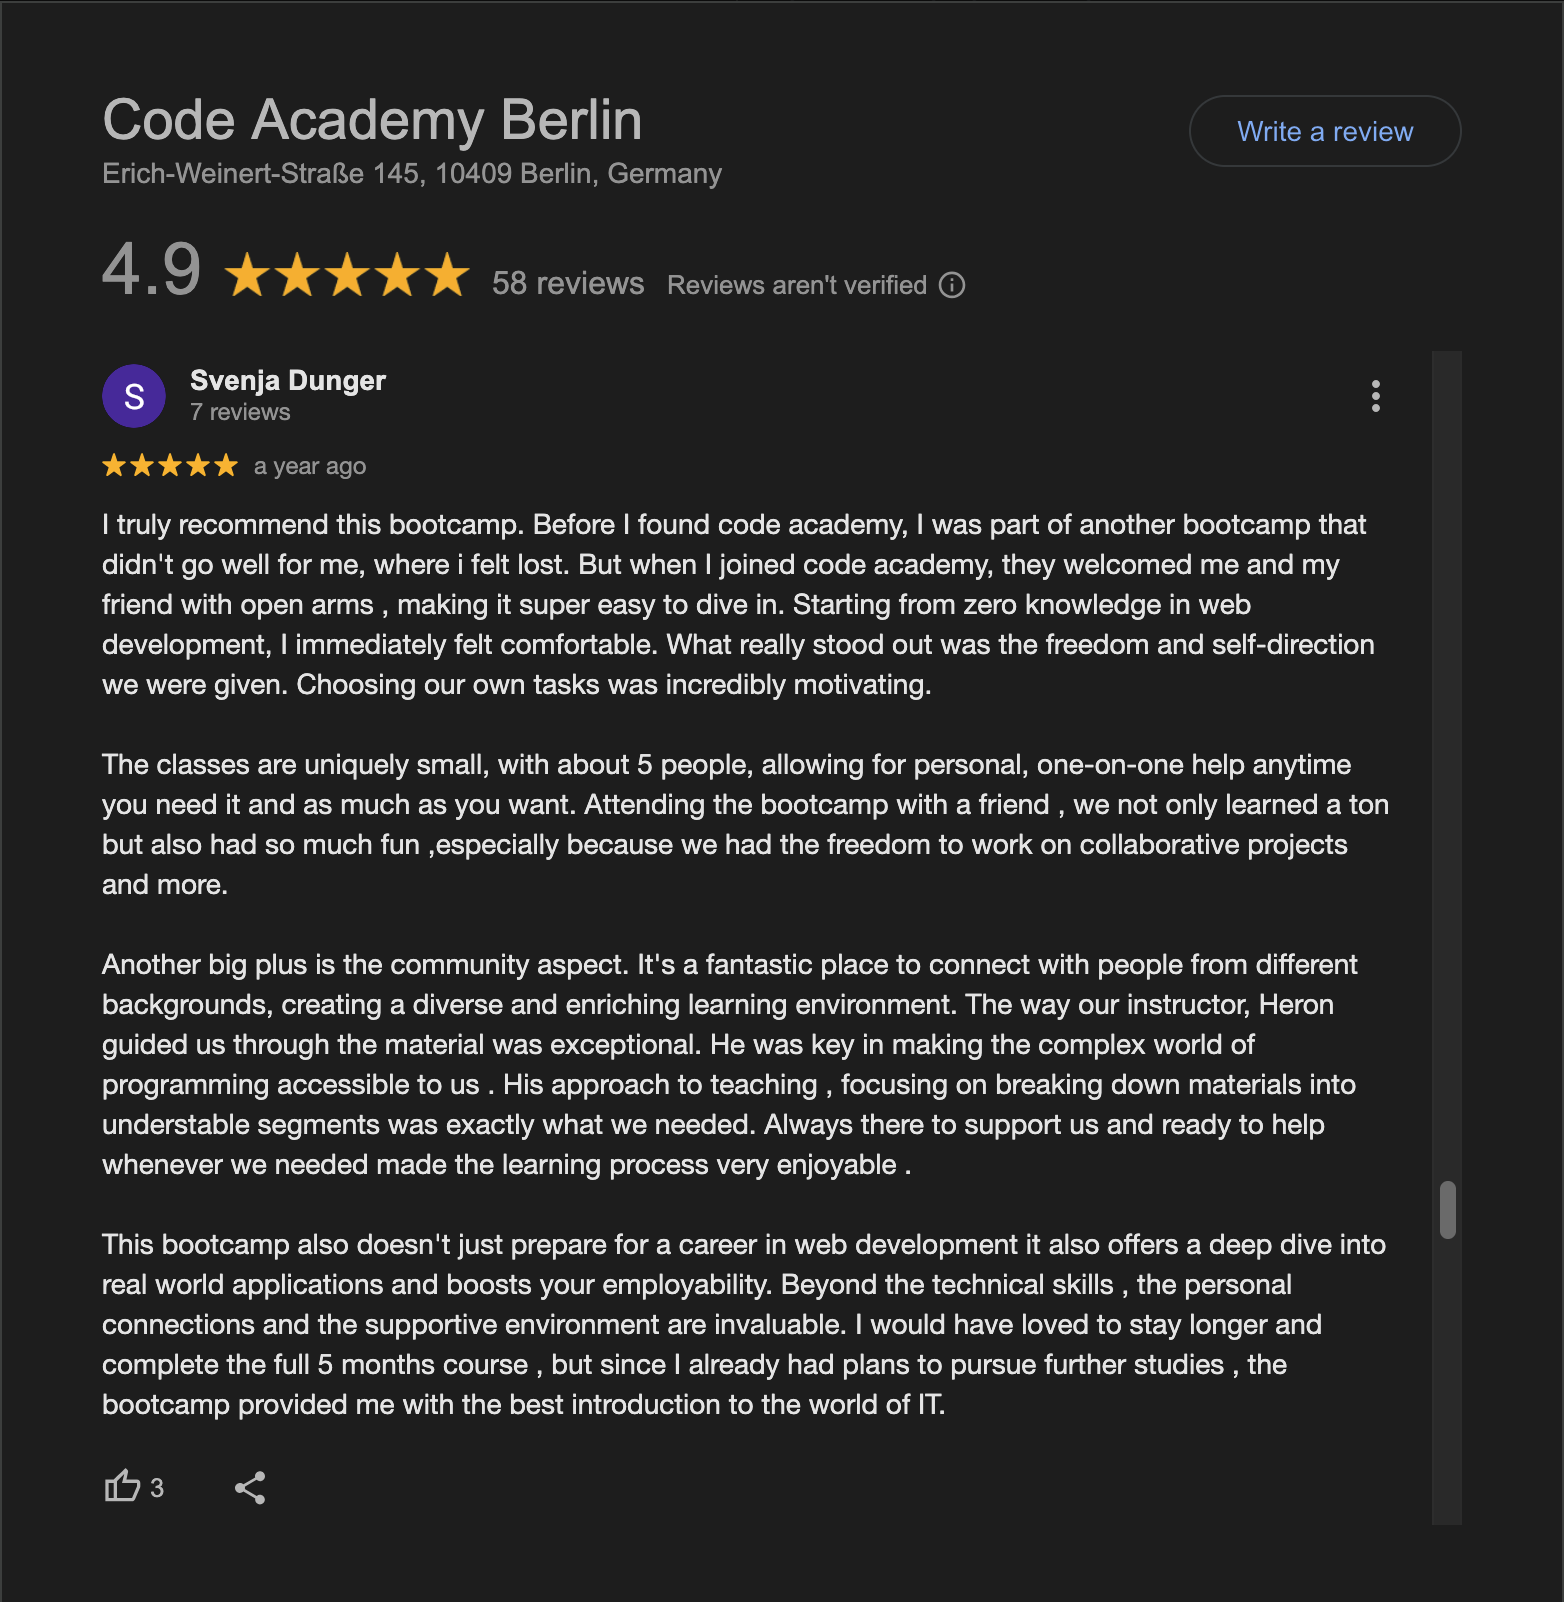 Code Academy Berlin
Write a review
Erich-Weinert-Straße 145, 10409 Berlin, Germany
4.9 58 reviews Reviews aren't verified
S
Svenja Dunger
7 reviews
a year ago
I truly recommend this bootcamp. Before I found code academy, I was part of another bootcamp that
didn't go well for me, where i felt lost. But when I joined code academy, they welcomed me and my
friend with open arms , making it super easy to dive in. Starting from zero knowledge in web
development, I immediately felt comfortable. What really stood out was the freedom and self-direction
we were given. Choosing our own tasks was incredibly motivating.
The classes are uniquely small, with about 5 people, allowing for personal, one-on-one help anytime
you need it and as much as you want. Attending the bootcamp with a friend , we not only learned a ton
but also had so much fun ,especially because we had the freedom to work on collaborative projects
and more.
Another big plus is the community aspect. It's a fantastic place to connect with people from different
backgrounds, creating a diverse and enriching learning environment. The way our instructor, Heron
guided us through the material was exceptional. He was key in making the complex world of
programming accessible to us . His approach to teaching , focusing on breaking down materials into
understable segments was exactly what we needed. Always there to support us and ready to help
whenever we needed made the learning process very enjoyable .
This bootcamp also doesn't just prepare for a career in web development it also offers a deep dive into
real world applications and boosts your employability. Beyond the technical skills , the personal
connections and the supportive environment are invaluable. I would have loved to stay longer and
complete the full 5 months course , but since I already had plans to pursue further studies , the
bootcamp provided me with the best introduction to the world of IT.
3